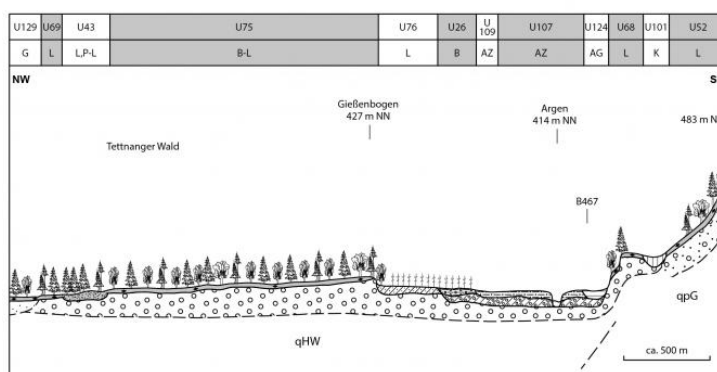 U129 U69 U43 U75 U76 U26 U 109 U107 U124 U68 U101 U52
G L L,P-L B-L L B AZ AZ AG L K L
NW S
Gießenbogen
427 m NN
Argen
414 m NN
483 m N
Tettnanger Wald
B467
qpG
qHW
ca. 500 m